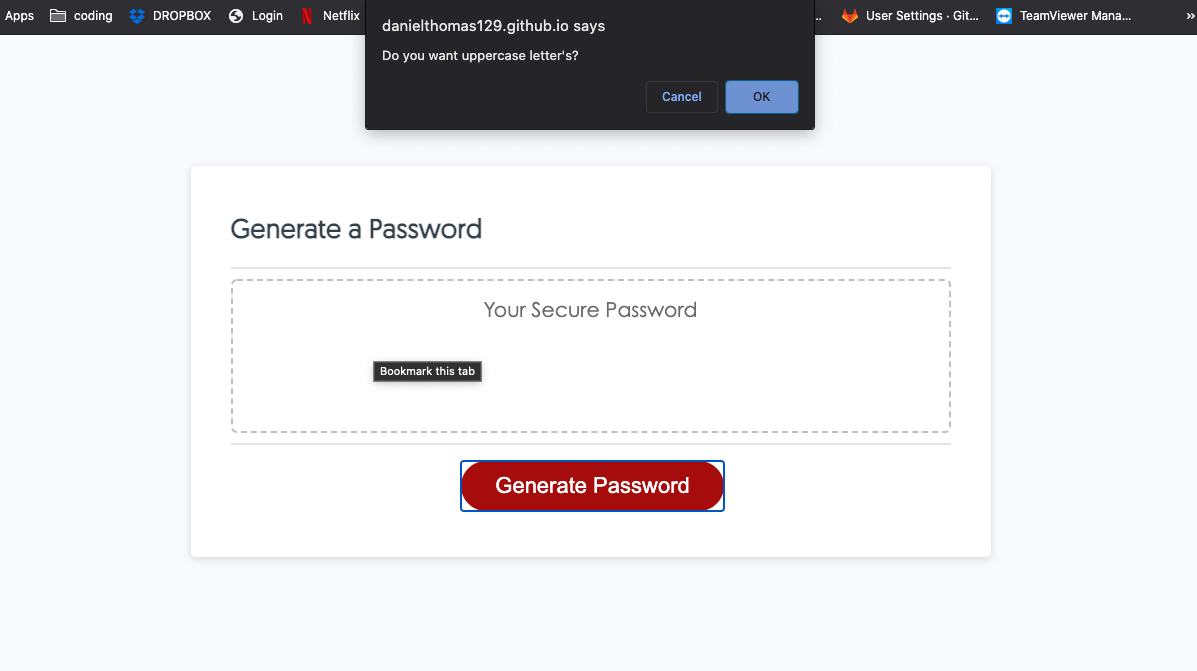 Apps coding DROPBOX Login Netflix User Settings · Git... TeamViewer Mana... »
danielthomas129.github.io says
Do you want uppercase letter's?
Cancel OK
Generate a Password
Your Secure Password
Bookmark this tab
Generate Password